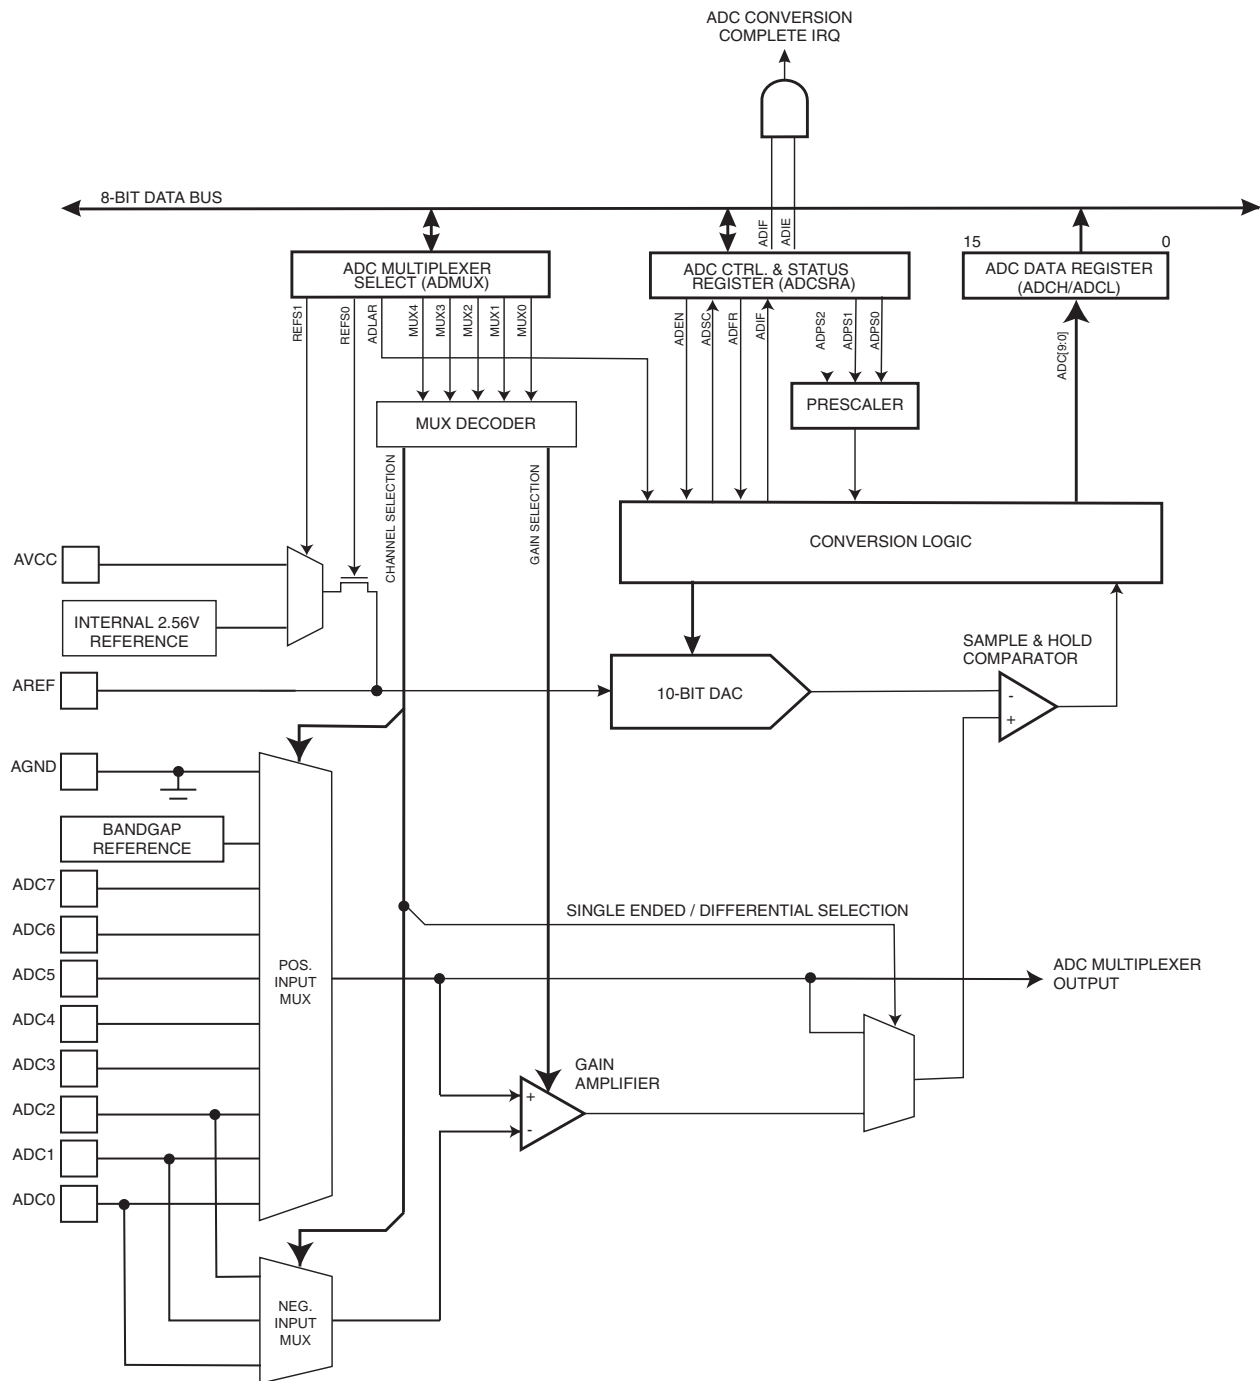 ADC CONVERSION
COMPLETE IRQ
8-BIT DATA BUS
ADIF
ADIE
15
0
ADC MULTIPLEXER
SELECT (ADMUX)
ADC CTRL. & STATUS
REGISTER (ADCSRA)
ADC DATA REGISTER
(ADCH/ADCL)
REFS1
REFS0
ADLAR
MUX4
MUX3
MUX2
MUX1
MUX0
ADEN
ADSC
ADFR
ADIF
ADPS2
ADPS1
ADPS0
ADC[9:0]
PRESCALER
MUX DECODER
CHANNEL SELECTION
GAIN SELECTION
CONVERSION LOGIC
AVCC
INTERNAL 2.56V
REFERENCE
SAMPLE & HOLD
COMPARATOR
AREF
10-BIT DAC
-
+
AGND
BANDGAP
REFERENCE
ADC7
SINGLE ENDED / DIFFERENTIAL SELECTION
ADC6
ADC5
POS.
INPUT
MUX
ADC MULTIPLEXER
OUTPUT
ADC4
ADC3
GAIN
AMPLIFIER
+
-
ADC2
ADC1
ADC0
NEG.
INPUT
MUX